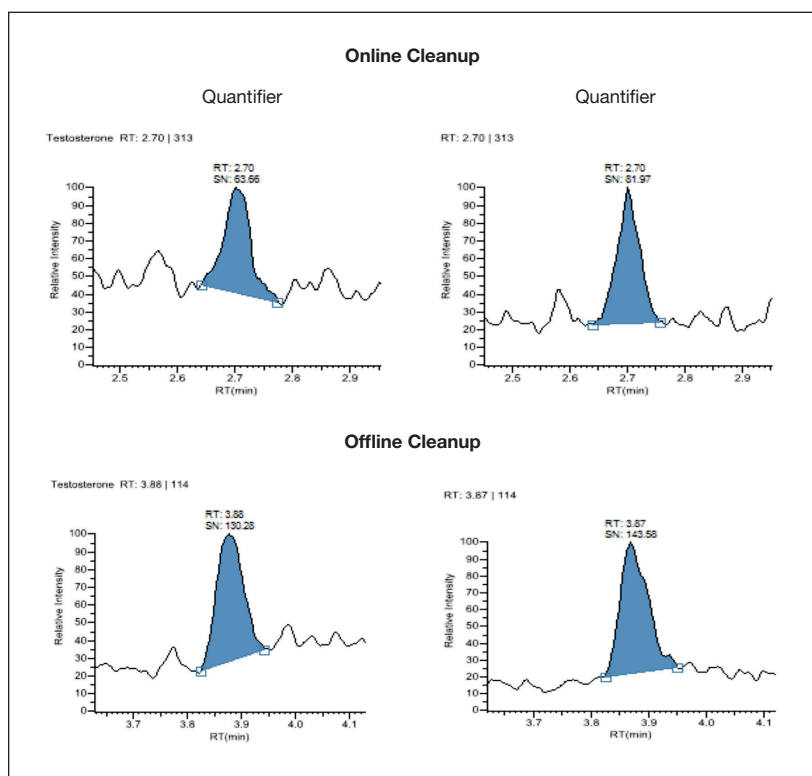 Online Cleanup
Quantifier
Quantifier
Testosterone RT: 2.70 | 313
RT: 2.70 | 313
RT: 2.70
SN: 63.66
RT: 2.70
SN: 81.97
Relative Intensity
100
90
80
70
60
50
40
30
20
10
0
2.5 2.6 2.7 2.8 2.9
RT(min)
Relative Intensity
100
90
80
70
60
50
40
30
20
10
0
2.5 2.6 2.7 2.8 2.9
RT(min)
Offline Cleanup
Testosterone RT: 3.88 | 114
RT: 3.87 | 114
RT: 3.88
SN: 130.28
RT: 3.87
SN: 143.58
Relative Intensity
100
90
80
70
60
50
40
30
20
10
0
3.7 3.8 3.9 4.0 4.1
RT(min)
Relative Intensity
100
90
80
70
60
50
40
30
20
10
0
3.7 3.8 3.9 4.0 4.1
RT(min)